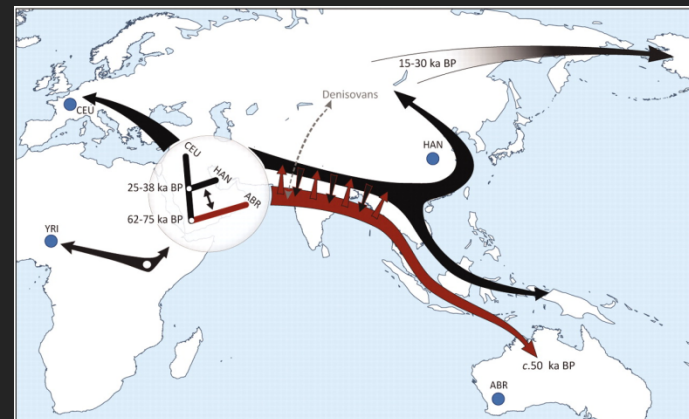 15-30 ka BP
Denisovans
CEU
HAN
CEU
HAN
ABR
25-38 ka BP
62-75 ka BP
YRI
c.50 ka BP
ABR